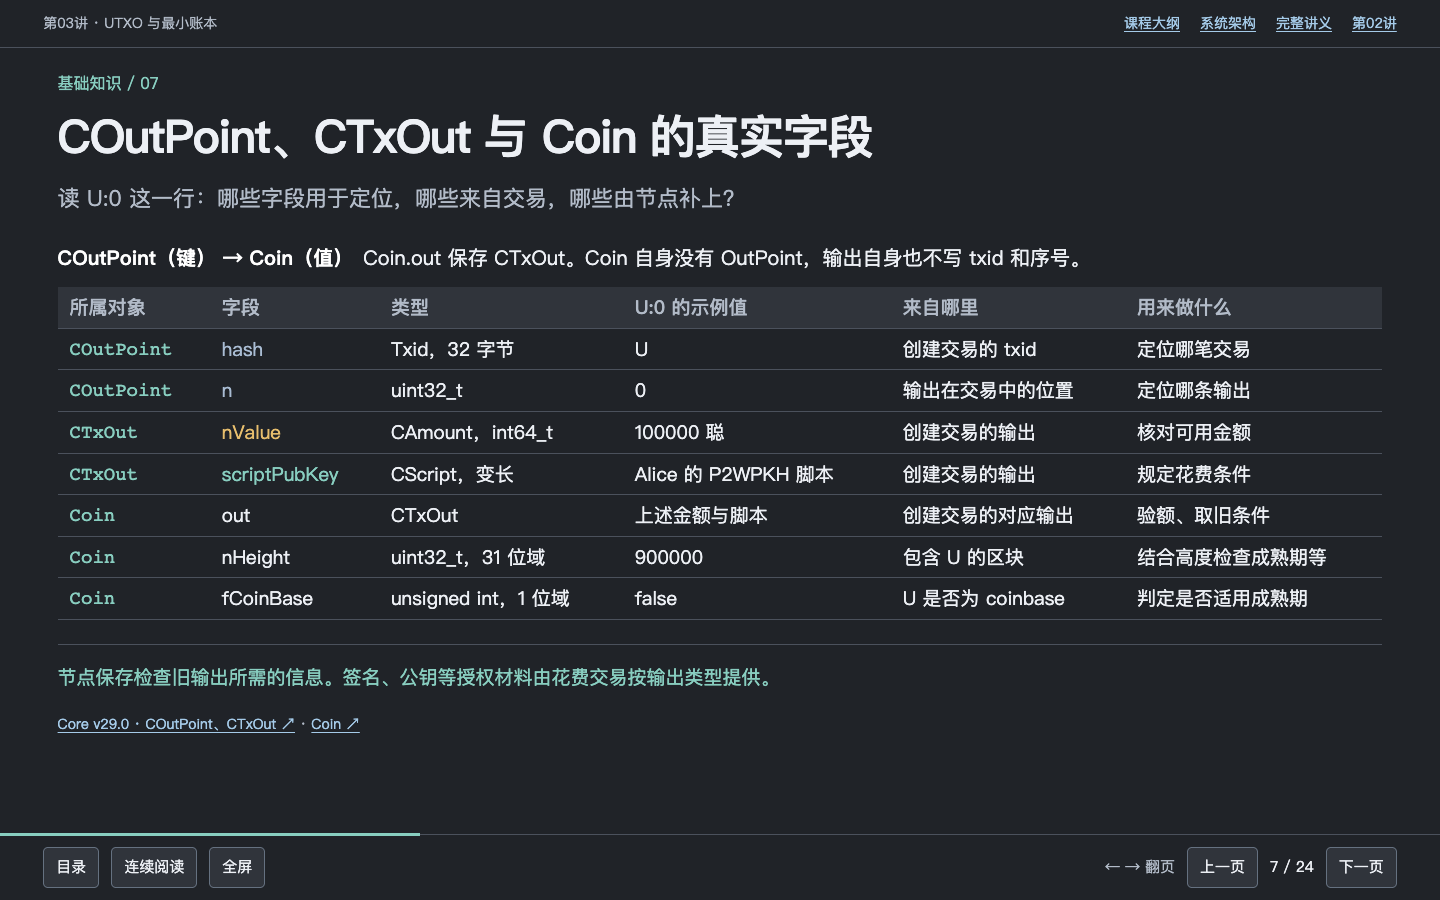 第03讲 · UTXO 与最小账本
课程大纲 系统架构 完整讲义 第02讲
基础知识 / 07
COutPoint、CTxOut 与 Coin 的真实字段
读 U:0 这一行：哪些字段用于定位，哪些来自交易，哪些由节点补上？
COutPoint（键） → Coin（值） Coin.out 保存 CTxOut。Coin 自身没有 OutPoint，输出自身也不写 txid 和序号。
所属对象 字段 类型 U:0 的示例值 来自哪里 用来做什么
COutPoint hash Txid，32 字节 U 创建交易的 txid 定位哪笔交易
COutPoint n uint32_t 0 输出在交易中的位置 定位哪条输出
CTxOut nValue CAmount，int64_t 100000 聪 创建交易的输出 核对可用金额
CTxOut scriptPubKey CScript，变长 Alice 的 P2WPKH 脚本 创建交易的输出 规定花费条件
Coin out CTxOut 上述金额与脚本 创建交易的对应输出 验额、取旧条件
Coin nHeight uint32_t，31 位域 900000 包含 U 的区块 结合高度检查成熟期等
Coin fCoinBase unsigned int，1 位域 false U 是否为 coinbase 判定是否适用成熟期
节点保存检查旧输出所需的信息。签名、公钥等授权材料由花费交易按输出类型提供。
Core v29.0 · COutPoint、CTxOut ↗ · Coin ↗
目录 连续阅读 全屏 ← → 翻页 上一页 7 / 24 下一页